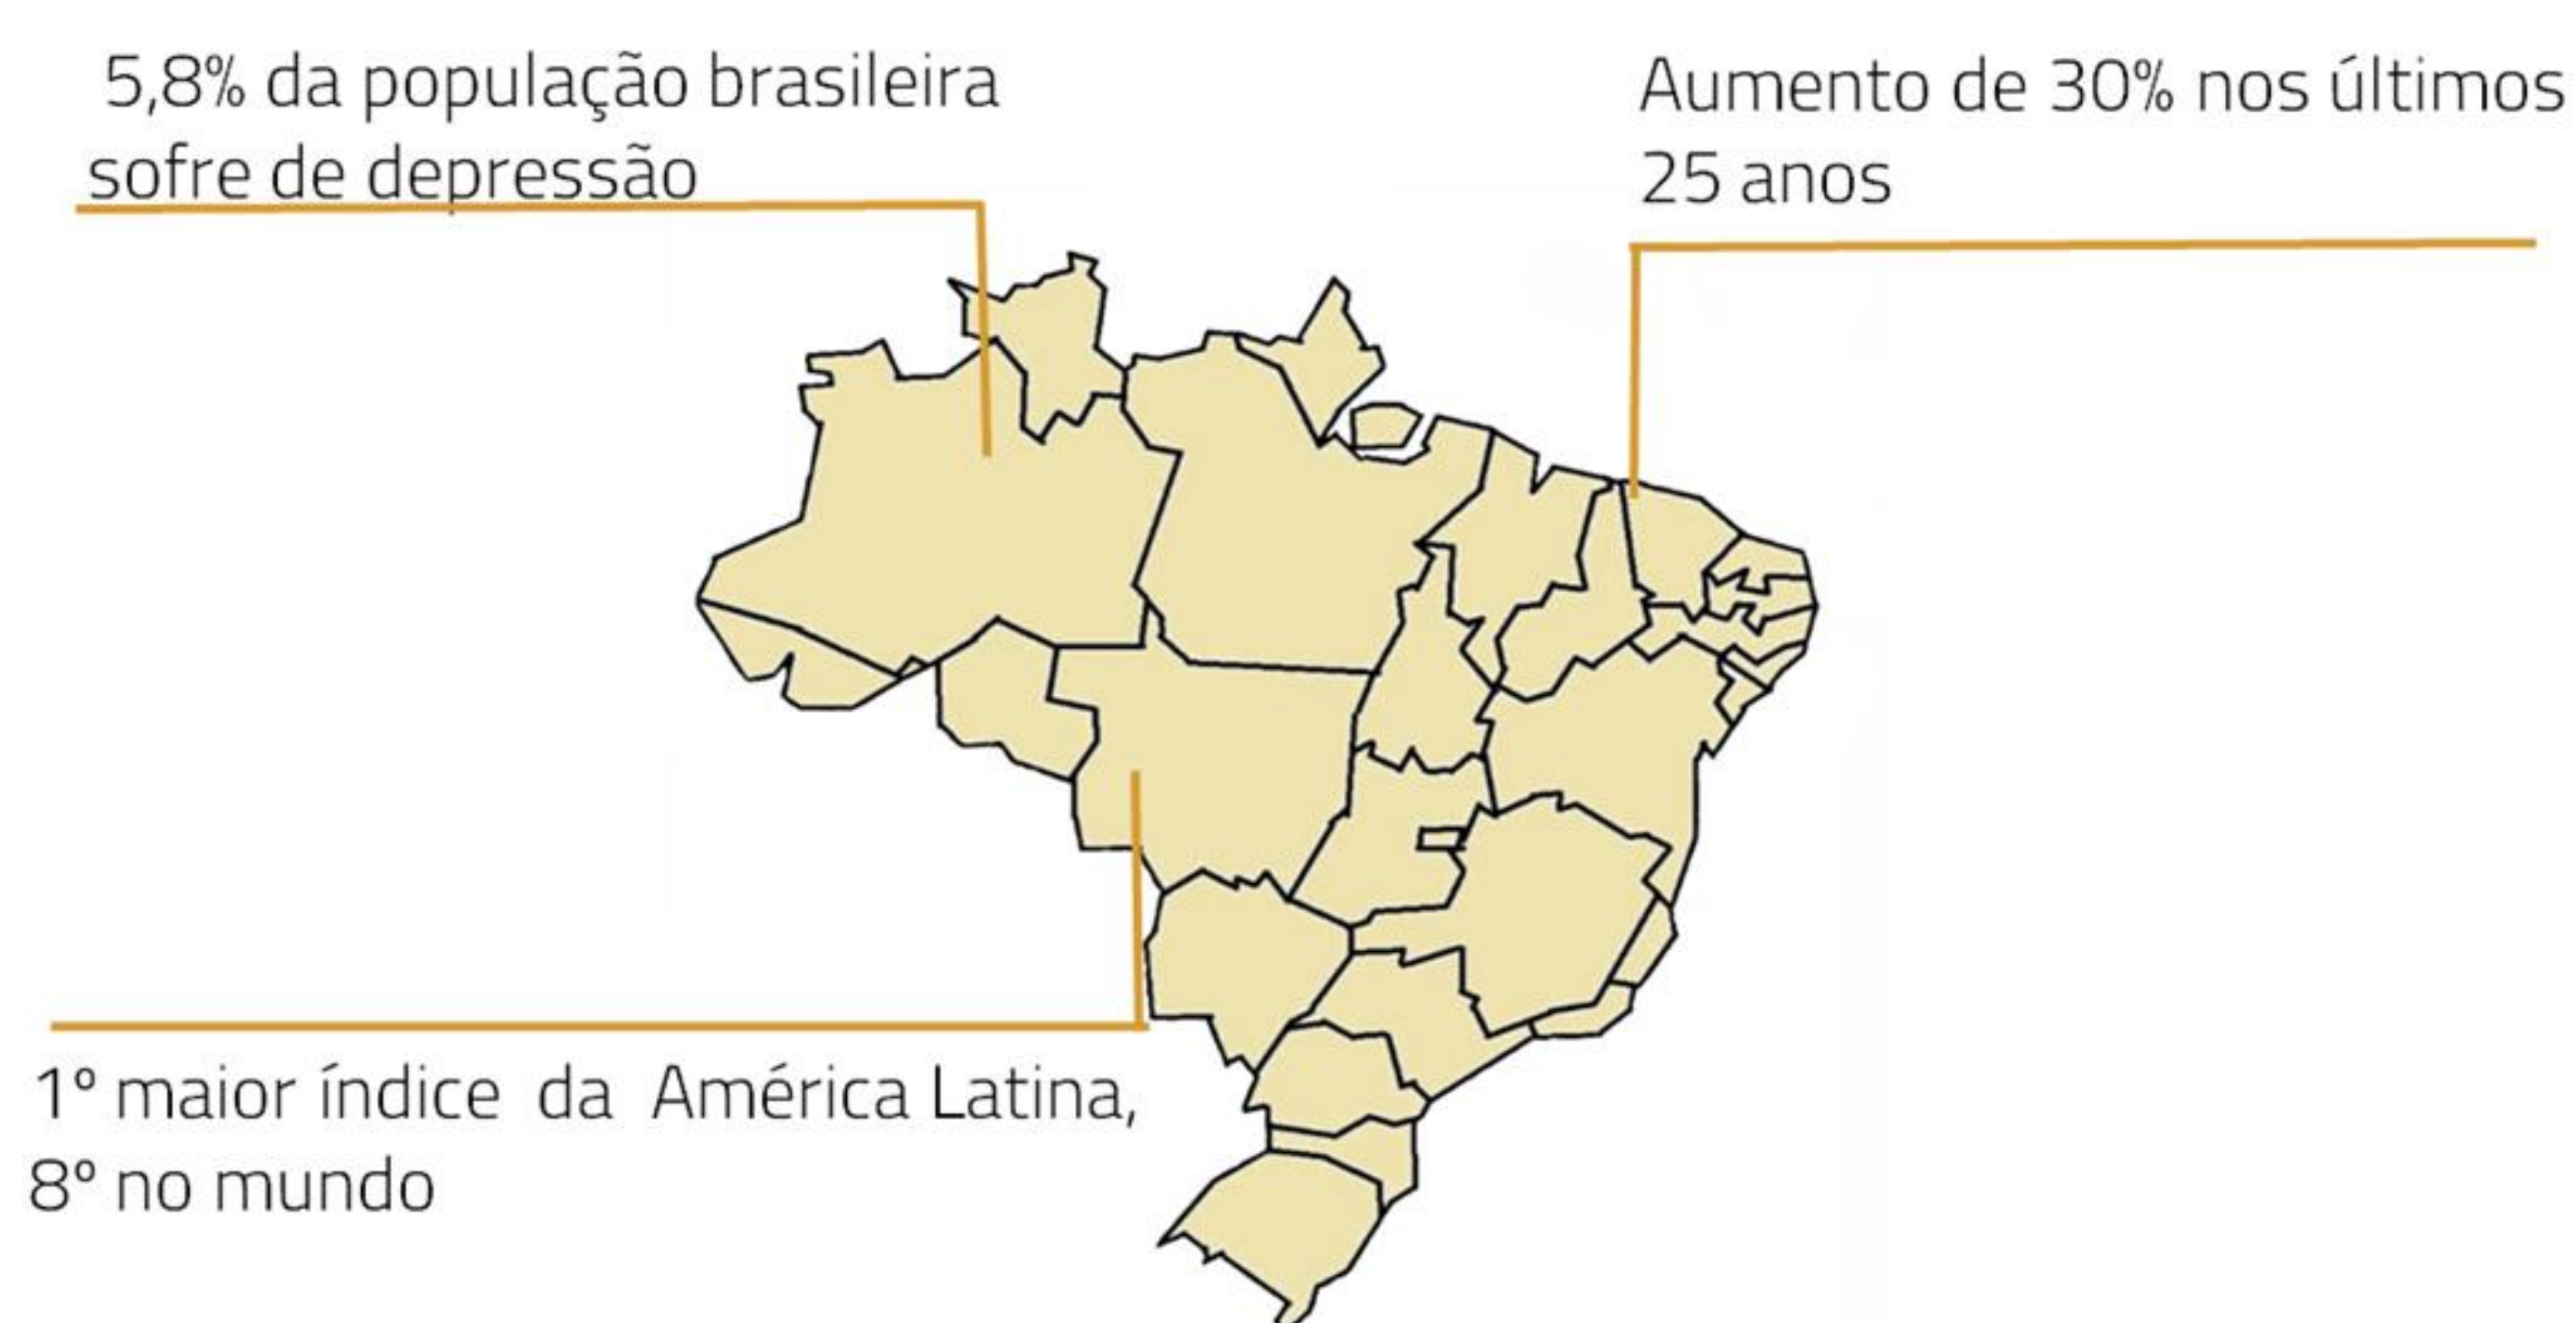 5,8% da população brasileira
sofre de depressão
Aumento de 30% nos últimos
25 anos
1º maior índice da América Latina,
8º no mundo